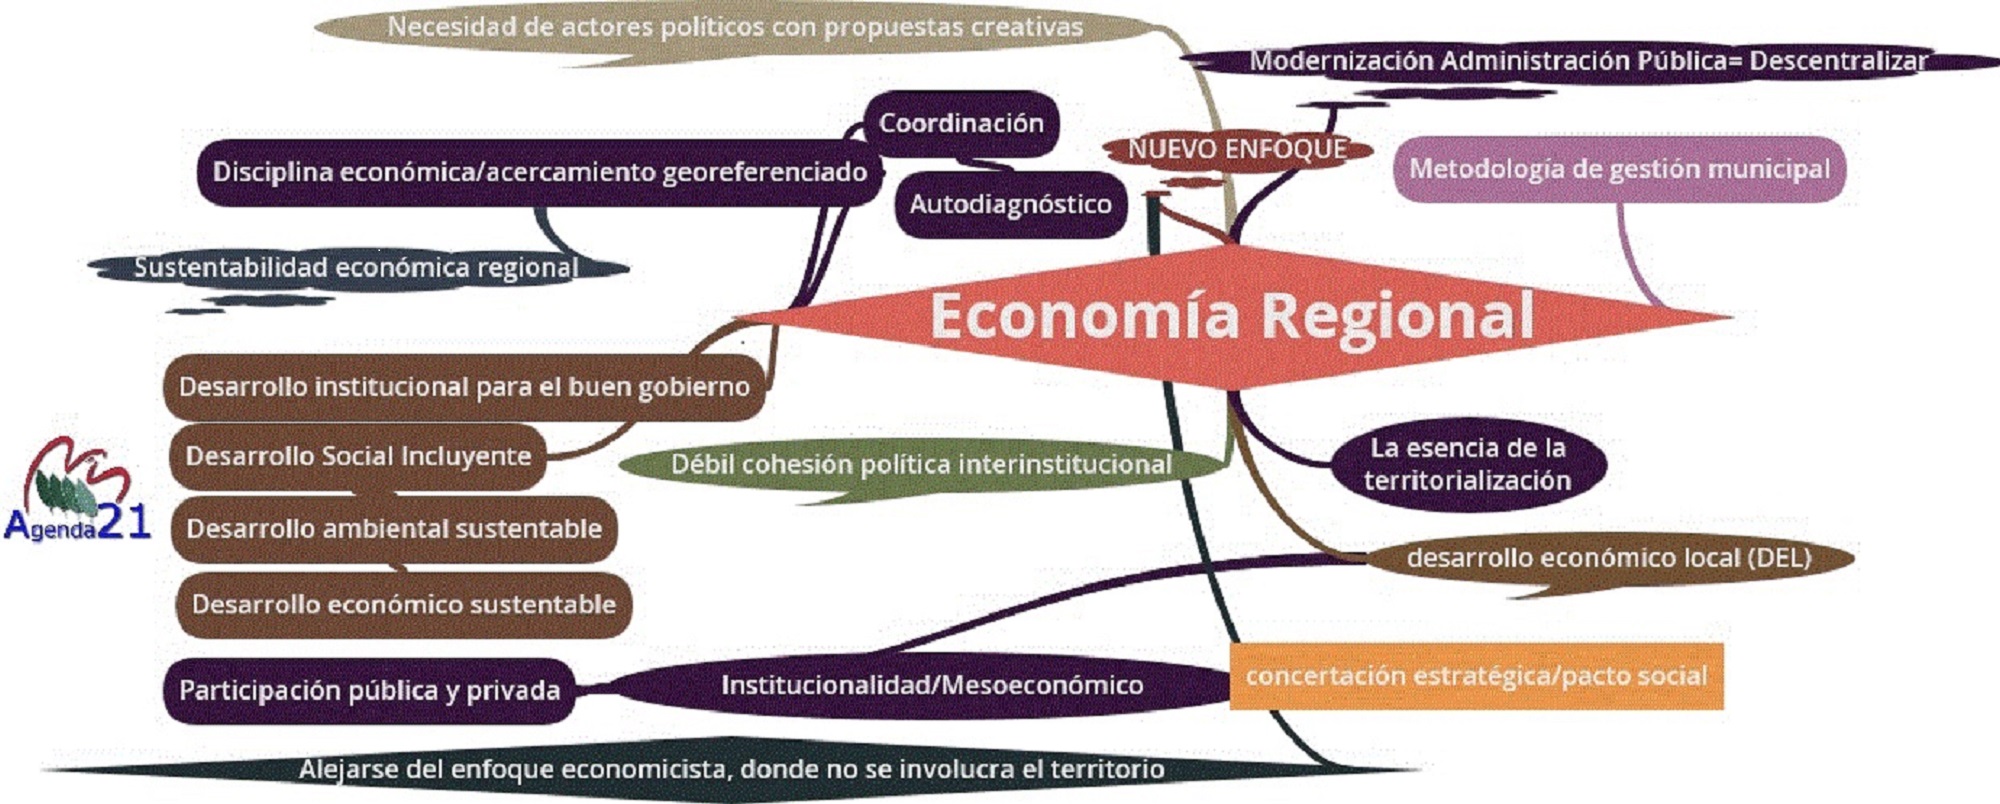 Necesidad de actores políticos con propuestas creativas
Modernización Administración Pública= Descentralizar
Coordinación
NUEVO ENFOQUE
Disciplina económica/acercamiento georeferenciado
Metodología de gestión municipal
Autodiagnóstico
Sustentabilidad económica regional
Economía Regional
Desarrollo institucional para el buen gobierno
Desarrollo Social Incluyente
Débil cohesión política interinstitucional
La esencia de la
territorialización
Agenda21
Desarrollo ambiental sustentable
desarrollo económico local (DEL)
Desarrollo económico sustentable
Participación pública y privada
Institucionalidad/Mesoeconómico
concertación estratégica/pacto social
Alejarse del enfoque economicista, donde no se involucra el territorio